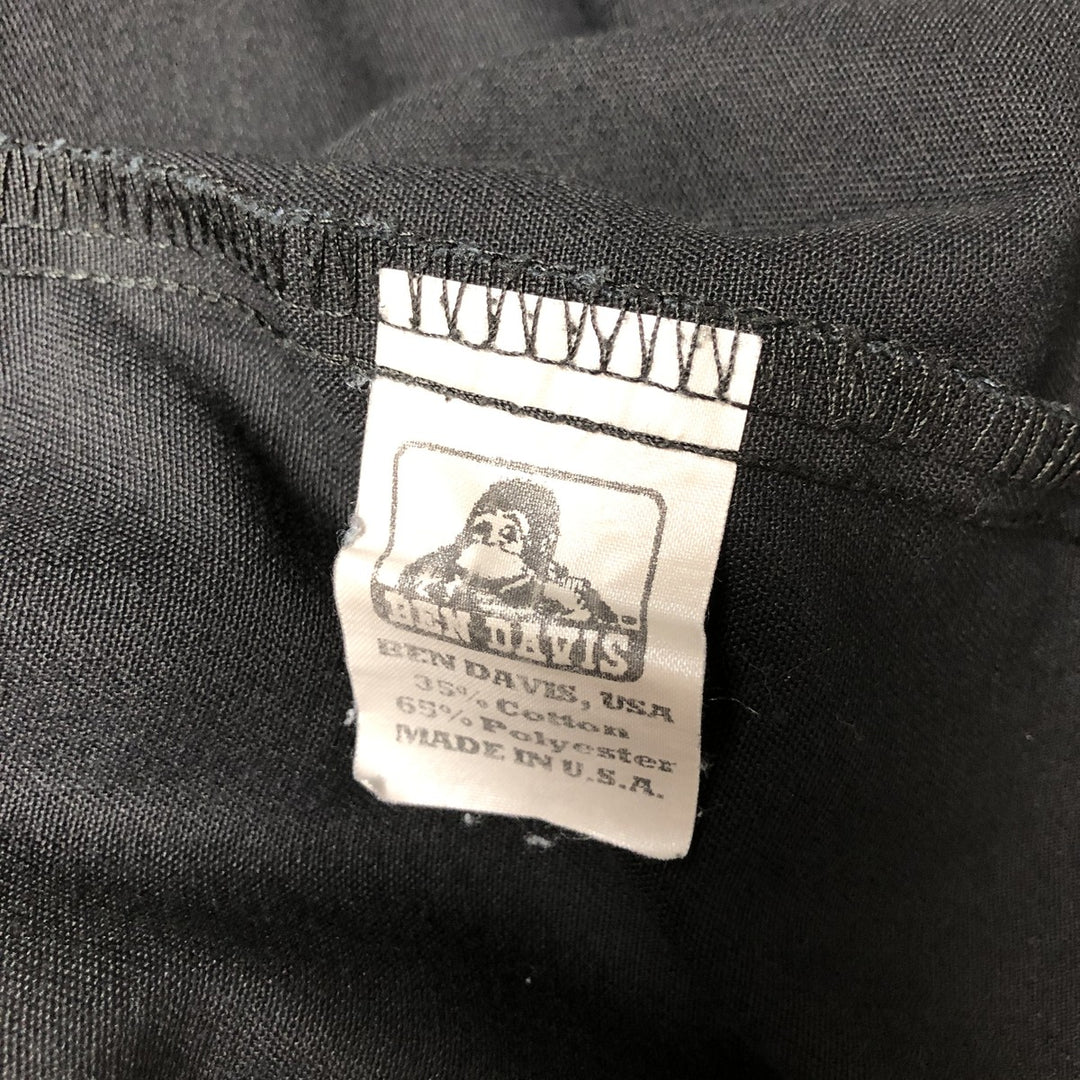 BEN DAVIS
BEN DAVIS, USA
35% Cotton
65% Polyester
MADE IN U.S.A.